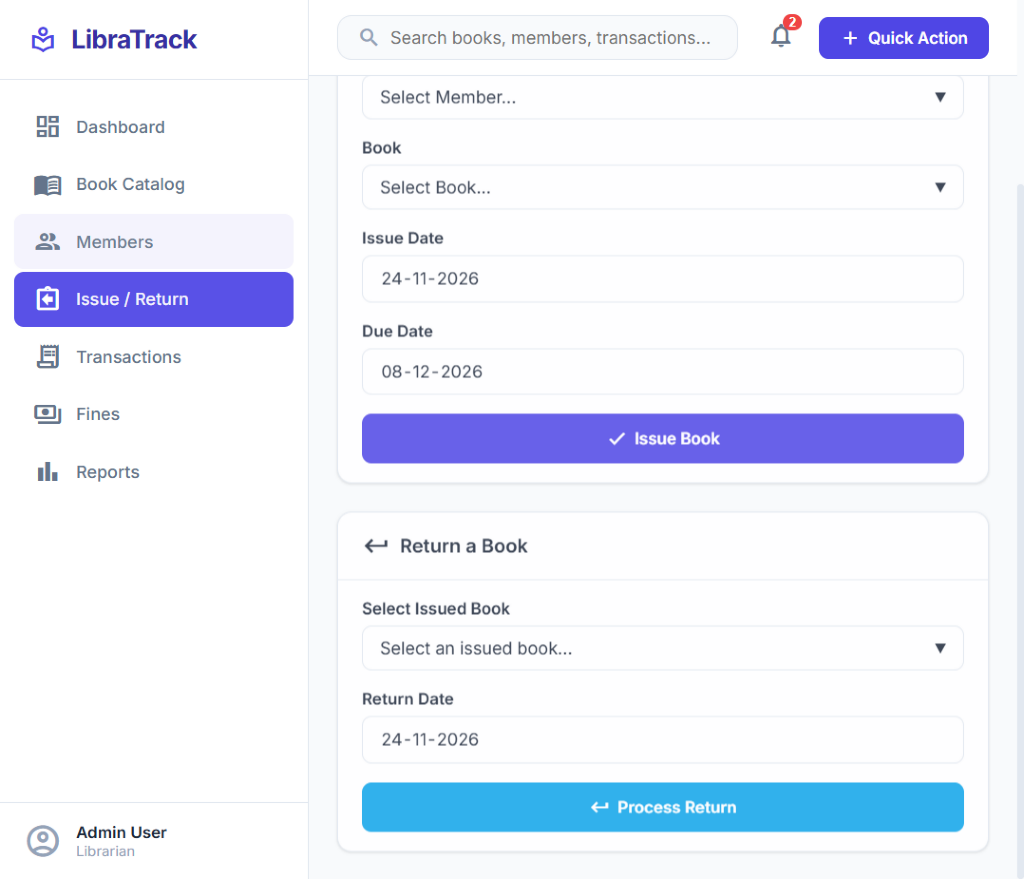 LibraTrack
Search books, members, transactions...
2
Quick Action
Dashboard
Book Catalog
Members
Issue / Return
Transactions
Fines
Reports
Select Member...
Book
Select Book...
Issue Date
24-11-2026
Due Date
08-12-2026
Issue Book
Return a Book
Select Issued Book
Select an issued book...
Return Date
24-11-2026
Process Return
Admin User
Librarian